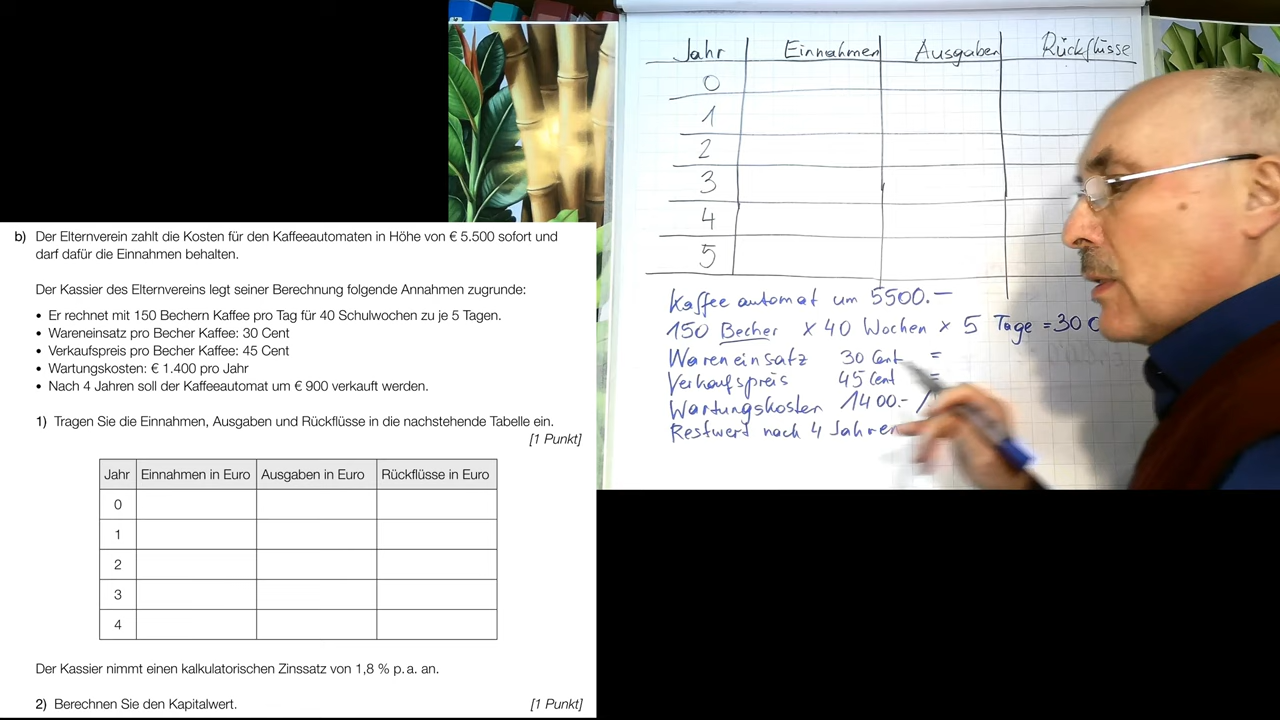 b) Der Elternverein zahlt die Kosten für den Kaffeeautomaten in Höhe von € 5.500 sofort und
darf dafür die Einnahmen behalten.
Der Kassier des Elternvereins legt seiner Berechnung folgende Annahmen zugrunde:
• Er rechnet mit 150 Bechern Kaffee pro Tag für 40 Schulwochen zu je 5 Tagen.
• Wareneinsatz pro Becher Kaffee: 30 Cent
• Verkaufspreis pro Becher Kaffee: 45 Cent
• Wartungskosten: € 1.400 pro Jahr
• Nach 4 Jahren soll der Kaffeeautomat um € 900 verkauft werden.
1) Tragen Sie die Einnahmen, Ausgaben und Rückflüsse in die nachstehende Tabelle ein.
[1 Punkt]
Jahr Einnahmen in Euro Ausgaben in Euro Rückflüsse in Euro
0
1
2
3
4
Der Kassier nimmt einen kalkulatorischen Zinssatz von 1,8 % p. a. an.
2) Berechnen Sie den Kapitalwert. [1 Punkt]
Jahr Einnahmen Ausgaben Rückflüsse
0
1
2
3
4
5
Kaffeeautomat um 5500.—
150 Becher x 40 Wochen x 5 Tage = 30 0
Wareneinsatz 30 Cent =
Verkaufspreis 45 Cent =
Wartungskosten 1400.- /
Restwert nach 4 Jahren